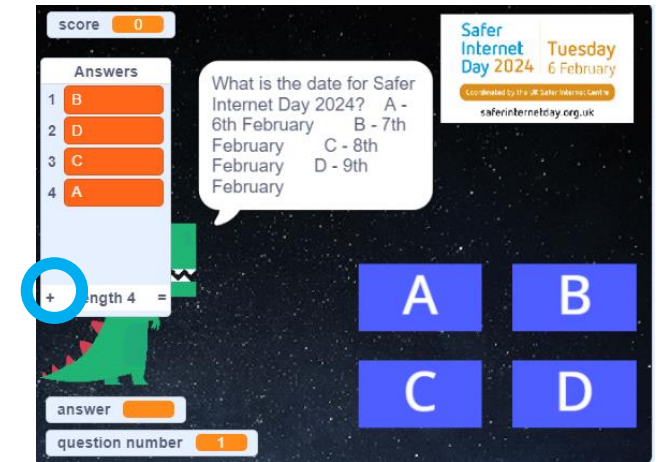 score 0
Answers
1 B
2 D
3 C
4 A
+ ength 4 =
What is the date for Safer
Internet Day 2024? A -
6th February B - 7th
February C - 8th
February D - 9th
February
Safer
Internet
Day 2024
Tuesday
6 February
Coordinated by the UK Safer Internet Centre
saferinternetday.org.uk
A B
C D
answer
question number 1